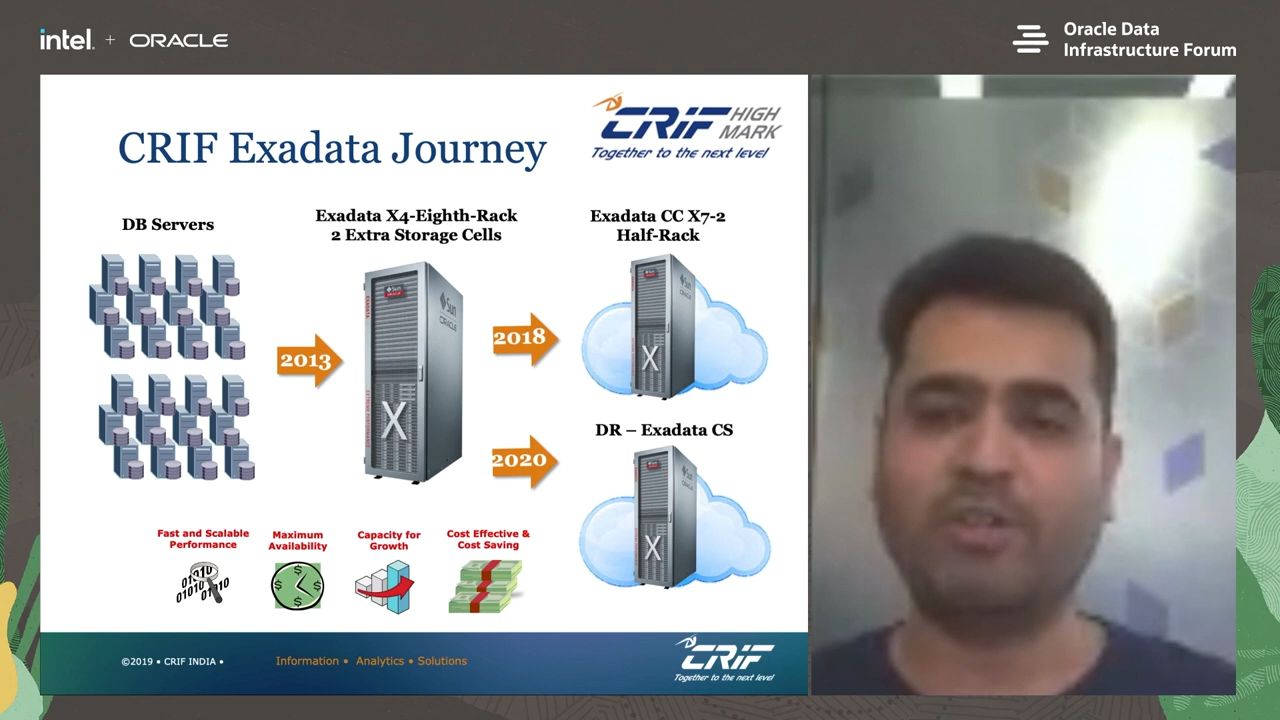 intel + ORACLE
Oracle Data
Infrastructure Forum
CRIF Exadata Journey
CRIF HIGH
MARK
Together to the next level
DB Servers
Exadata X4-Eighth-Rack
2 Extra Storage Cells
Exadata CC X7-2
Half-Rack
2013
2018
2020
Sun
ORACLE
X
X
DR – Exadata CS
X
Fast and Scalable
Performance
Maximum
Availability
Capacity for
Growth
Cost Effective &
Cost Saving
©2019 • CRIF INDIA •
Information • Analytics • Solutions
CRIF
Together to the next level